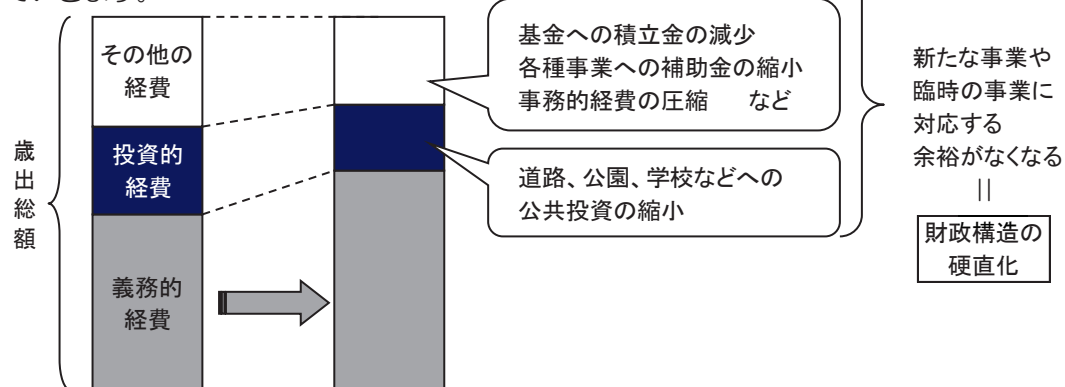 歳出総額
その他の
経費
投資的
経費
義務的
経費
基金への積立金の減少
各種事業への補助金の縮小
事務的経費の圧縮　など
道路、公園、学校などへの
公共投資の縮小
新たな事業や
臨時の事業に
対応する
余裕がなくなる
||
財政構造の
硬直化